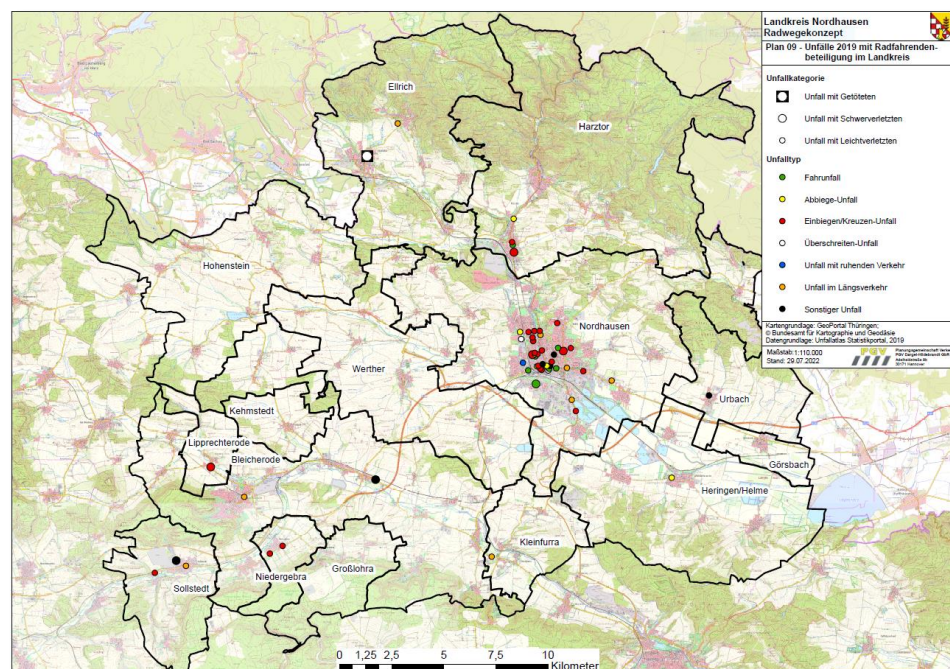 Landkreis Nordhausen
Radwegekonzept
Plan 09 - Unfälle 2019 mit Radfahrenden-
beteiligung im Landkreis
Unfallkategorie
Unfall mit Getöteten
Unfall mit Schwerverletzten
Unfall mit Leichtverletzten
Unfalltyp
Fahrunfall
Abbiege-Unfall
Einbiegen/Kreuzen-Unfall
Überschreiten-Unfall
Unfall mit ruhenden Verkehr
Unfall im Längsverkehr
Sonstiger Unfall
Kartengrundlage: GeoPortal Thüringen;
© Bundesamt für Kartographie und Geodäsie
Datengrundlage: Unfallatlas Statistikportal, 2019
Maßstab: 1:110.000
Stand: 29.07.2022
PGV
Ellrich
Harztor
Hohenstein
Nordhausen
Werther
Urbach
Kehmstedt
Lipprechterode
Bleicherode
Görsbach
Heringen/Helme
Kleinfurra
Niedergebra
Großlohra
Sollstedt
0 1,25 2,5 5 7,5 10
Kilometer